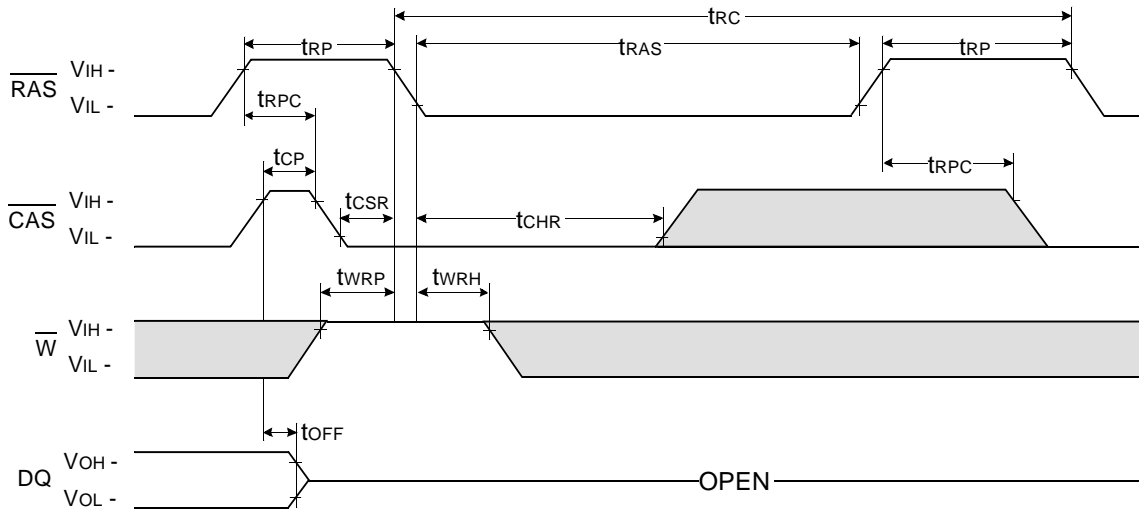 tRC
tRP
tRAS
tRP
RAS
VIH -
VIL -
tRPC
tCP
tRPC
CAS
VIH -
VIL -
tCSR
tCHR
tWRP
tWRH
W
VIH -
VIL -
tOFF
DQ
VOH -
VOL -
OPEN